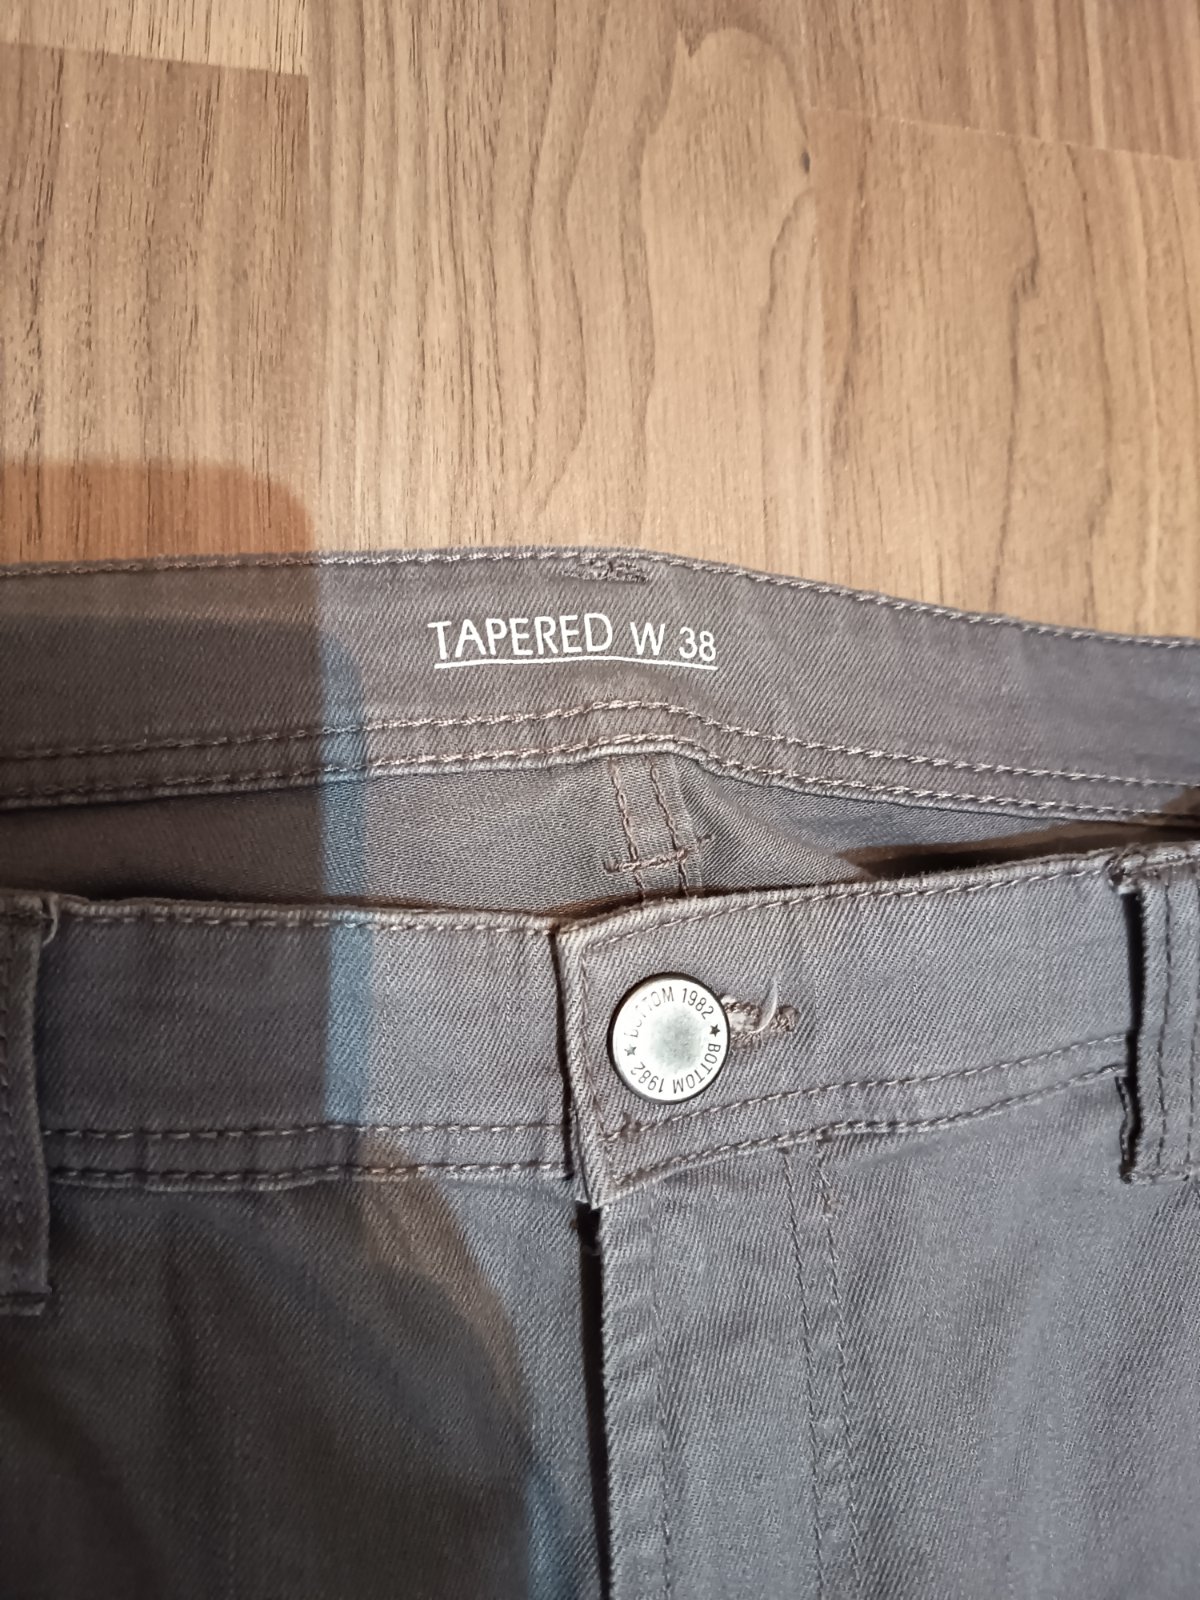 TAPERED W 38
BOTTOM 1982 ★ BOTTOM 1982 ★